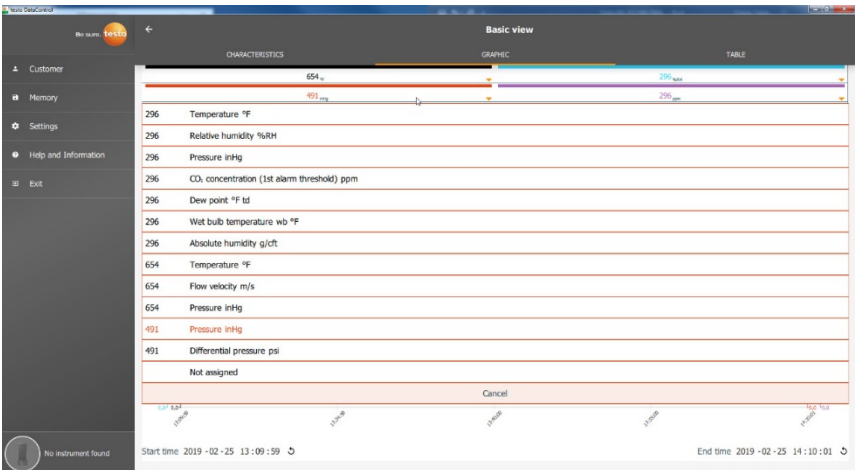 testo DataControl
Be sure. testo
Basic view
CHARACTERISTICS
GRAPHIC
TABLE
Customer
Memory
Settings
Help and Information
Exit
654 °F
296 %RH
491 inHg
296 ppm
296 Temperature °F
296 Relative humidity %RH
296 Pressure inHg
296 CO₂ concentration (1st alarm threshold) ppm
296 Dew point °F td
296 Wet bulb temperature wb °F
296 Absolute humidity g/cft
654 Temperature °F
654 Flow velocity m/s
654 Pressure inHg
491 Pressure inHg
491 Differential pressure psi
Not assigned
Cancel
Start time 2019 -02 -25 13 :09 :59
End time 2019 -02 -25 14 :10 :01
No instrument found